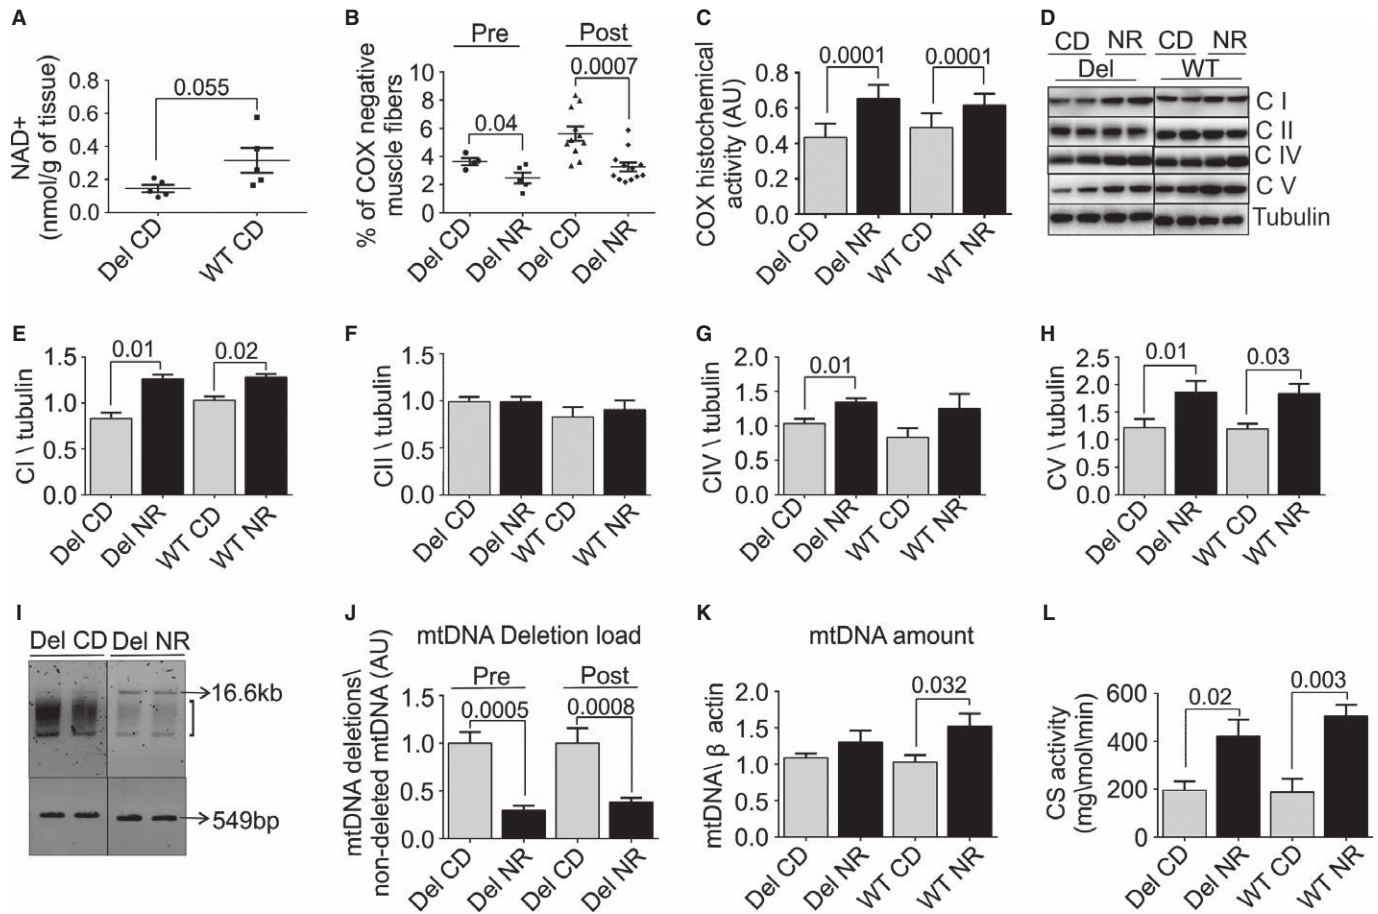 A
NAD+
(nmol/g of tissue)
0.8
0.6
0.4
0.2
0.0
0.055
Del CD
WT CD
B
Pre
Post
% of COX negative
muscle fibers
10
8
6
4
2
0
0.04
0.0007
Del CD
Del NR
Del CD
Del NR
C
COX histochemical
activity (AU)
0.8
0.6
0.4
0.2
0.0
0.0001
0.0001
Del CD
Del NR
WT CD
WT NR
D
CD NR CD NR
Del WT
C I
C II
C IV
C V
Tubulin
E
CI \ tubulin
1.5
1.0
0.5
0.0
0.01
0.02
Del CD
Del NR
WT CD
WT NR
F
CII \ tubulin
1.5
1.0
0.5
0.0
Del CD
Del NR
WT CD
WT NR
G
CIV \ tubulin
2.0
1.5
1.0
0.5
0.0
0.01
Del CD
Del NR
WT CD
WT NR
H
CV \ tubulin
2.5
2.0
1.5
1.0
0.5
0.0
0.01
0.03
Del CD
Del NR
WT CD
WT NR
I
Del CD Del NR
16.6kb
549bp
J
mtDNA Deletion load
Pre
Post
mtDNA deletions\
non-deleted mtDNA (AU)
1.5
1.0
0.5
0.0
0.0005
0.0008
Del CD
Del NR
Del CD
Del NR
K
mtDNA amount
mtDNA\ β actin
2.0
1.5
1.0
0.5
0.0
0.032
Del CD
Del NR
WT CD
WT NR
L
CS activity
(mg\mol\min)
600
400
200
0
0.02
0.003
Del CD
Del NR
WT CD
WT NR